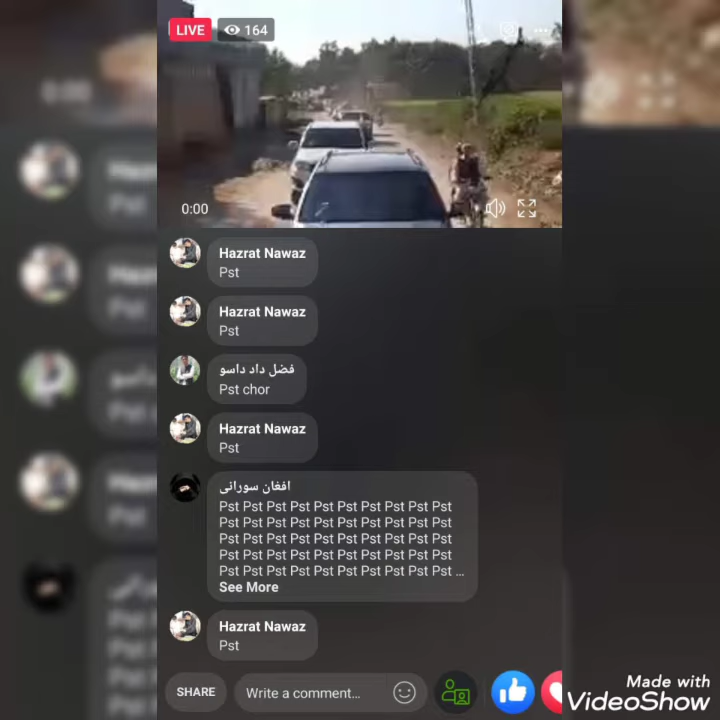 LIVE 164
0:00
Hazrat Nawaz
Pst
Hazrat Nawaz
Pst
فضل داد داسو
Pst chor
Hazrat Nawaz
Pst
افغان سورانی
Pst Pst Pst Pst Pst Pst Pst Pst Pst Pst
Pst Pst Pst Pst Pst Pst Pst Pst Pst Pst
Pst Pst Pst Pst Pst Pst Pst Pst Pst Pst
Pst Pst Pst Pst Pst Pst Pst Pst Pst Pst
Pst Pst Pst Pst Pst Pst Pst Pst Pst Pst ...
See More
Hazrat Nawaz
Pst
SHARE
Write a comment...
Made with
VideoShow